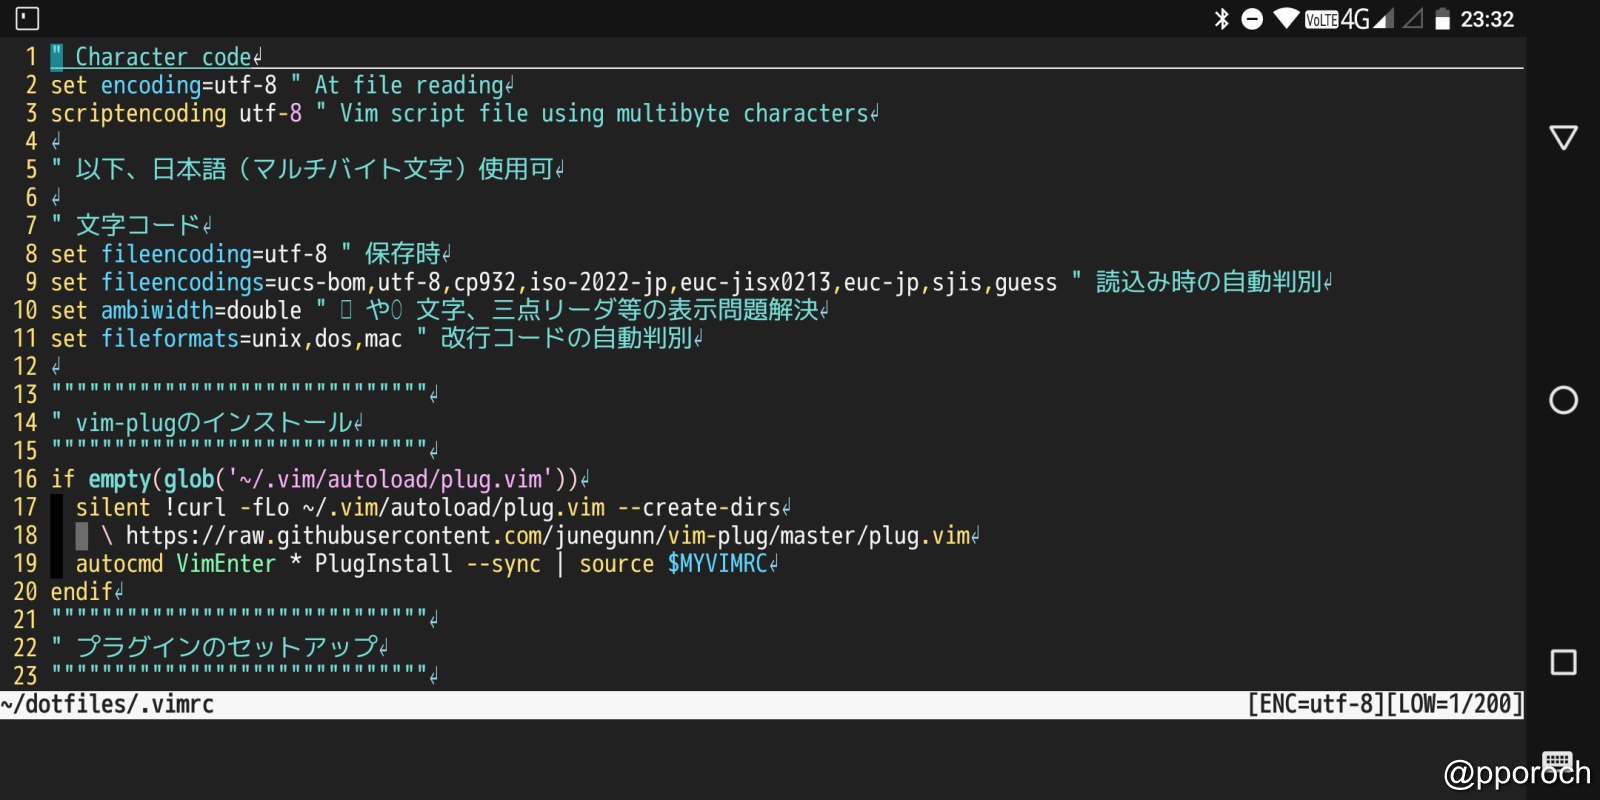 VoLTE 4G 23:32
1 " Character code
2 set encoding=utf-8 " At file reading
3 scriptencoding utf-8 " Vim script file using multibyte characters
4
5 " 以下、日本語（マルチバイト文字）使用可
6
7 " 文字コード
8 set fileencoding=utf-8 " 保存時
9 set fileencodings=ucs-bom,utf-8,cp932,iso-2022-jp,euc-jisx0213,euc-jp,sjis,guess " 読込み時の自動判別
10 set ambiwidth=double " や 文字、三点リーダ等の表示問題解決
11 set fileformats=unix,dos,mac " 改行コードの自動判別
12
13 """"""""""""""""""""""""""""""
14 " vim-plugのインストール
15 """"""""""""""""""""""""""""""
16 if empty(glob('~/.vim/autoload/plug.vim'))
17 silent !curl -fLo ~/.vim/autoload/plug.vim --create-dirs
18 \ https://raw.githubusercontent.com/junegunn/vim-plug/master/plug.vim
19 autocmd VimEnter * PlugInstall --sync | source $MYVIMRC
20 endif
21 """"""""""""""""""""""""""""""
22 " プラグインのセットアップ
23 """"""""""""""""""""""""""""""
~/dotfiles/.vimrc [ENC=utf-8][LOW=1/200]
@pporoch